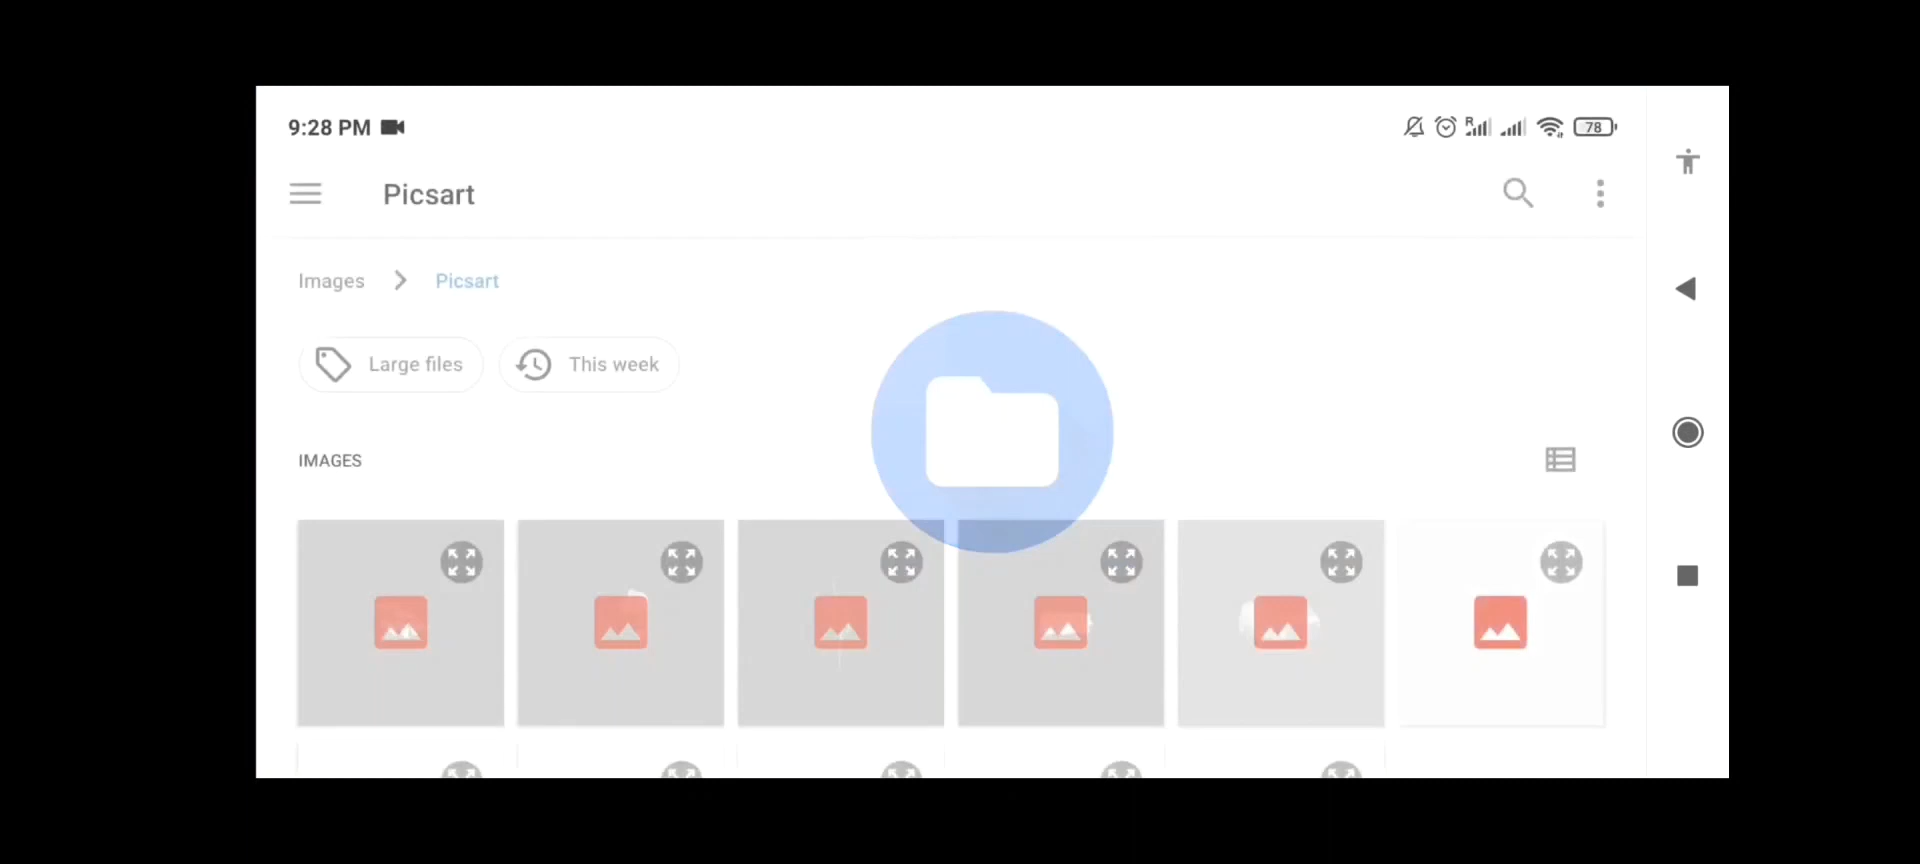 9:28 PM
R
78
Picsart
Images
Picsart
Large files
This week
IMAGES